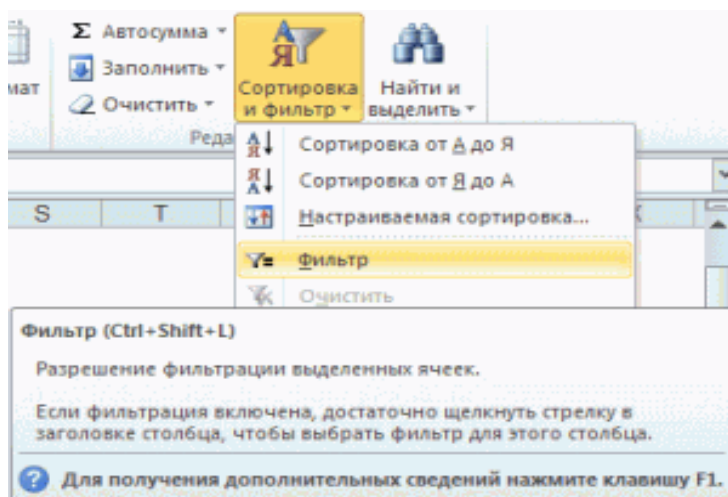 Σ Автосумма
Заполнить
мат
Сортировка
и фильтр
Найти и
выделить
Очистить
Реда
Сортировка от А до Я
Сортировка от Я до А
S T
Настраиваемая сортировка...
Фильтр
Очистить
Фильтр (Ctrl+Shift+L)
Разрешение фильтрации выделенных ячеек.
Если фильтрация включена, достаточно щелкнуть стрелку в
заголовке столбца, чтобы выбрать фильтр для этого столбца.
Для получения дополнительных сведений нажмите клавишу F1.